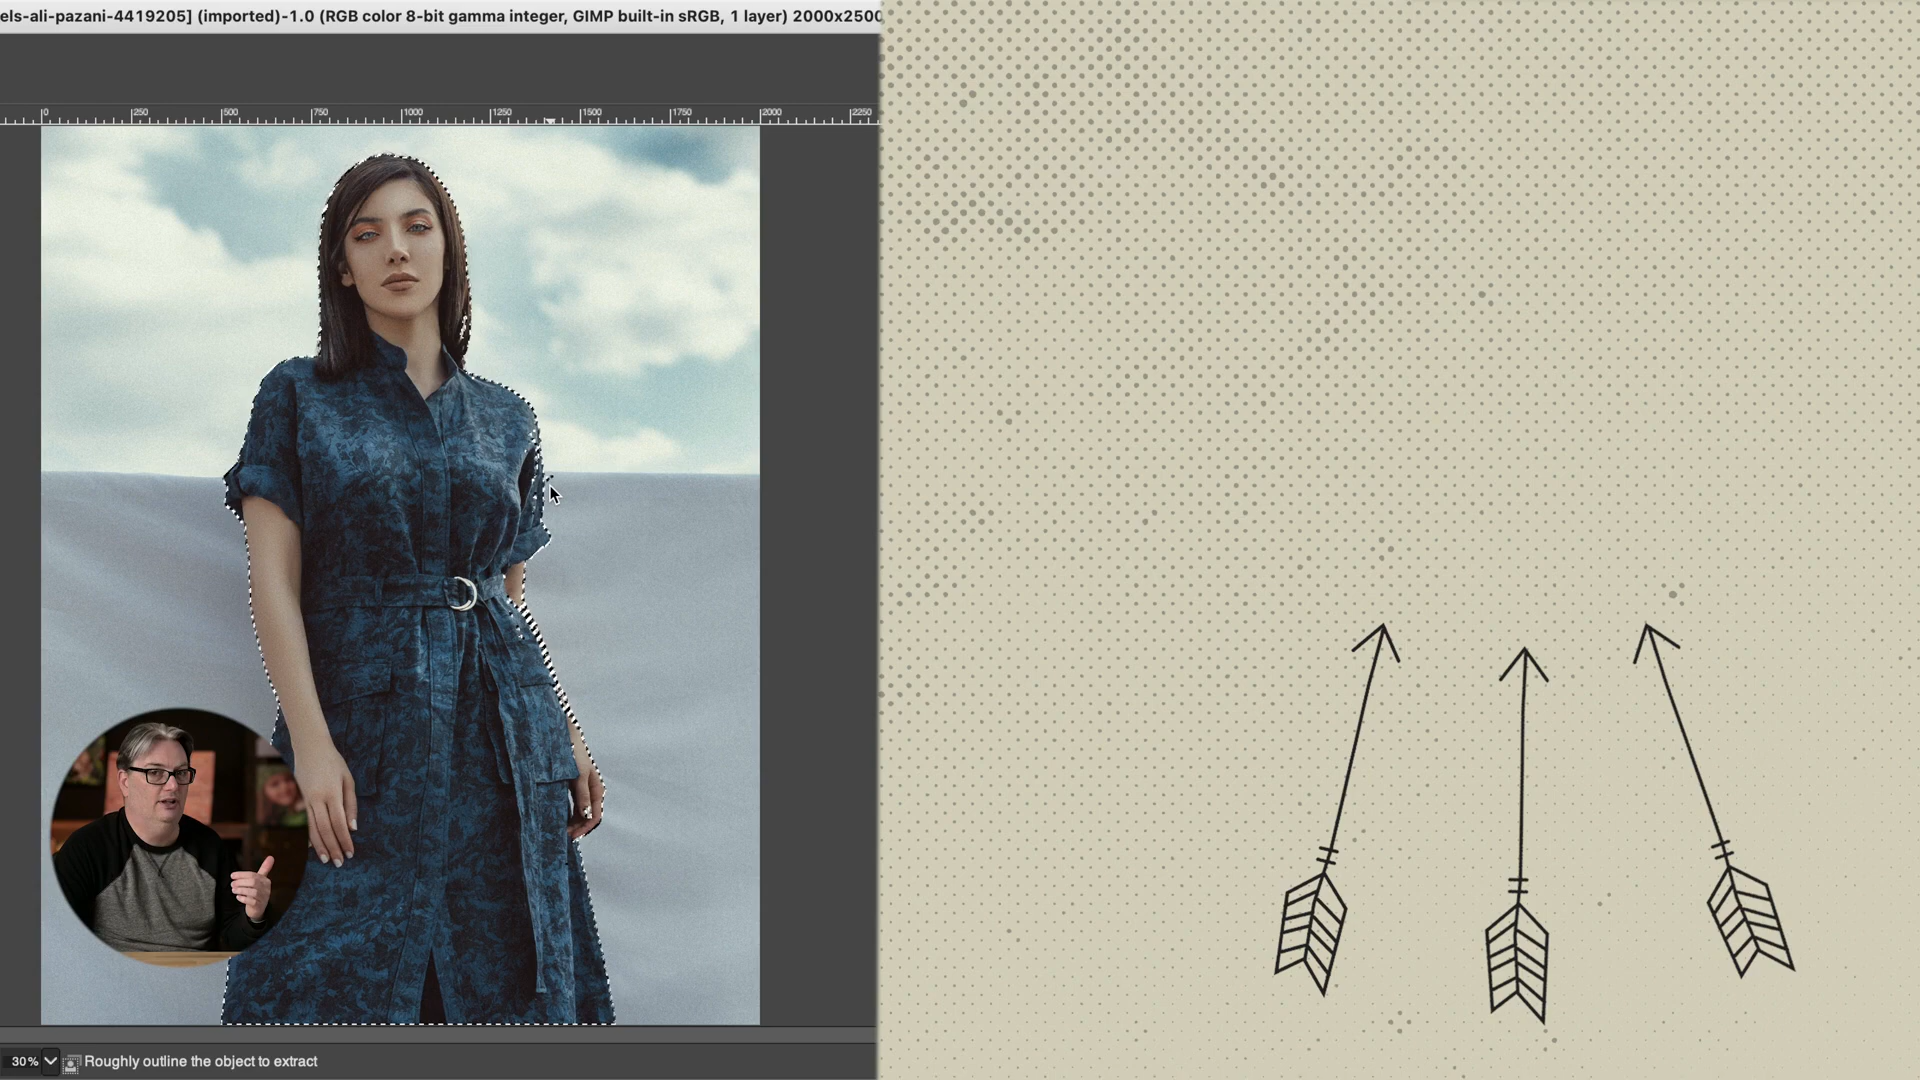 els-ali-pazani-4419205] (imported)-1.0 (RGB color 8-bit gamma integer, GIMP built-in sRGB, 1 layer) 2000x2500
0 250 500 750 1000 1250 1500 1750 2000 2250
30% Roughly outline the object to extract